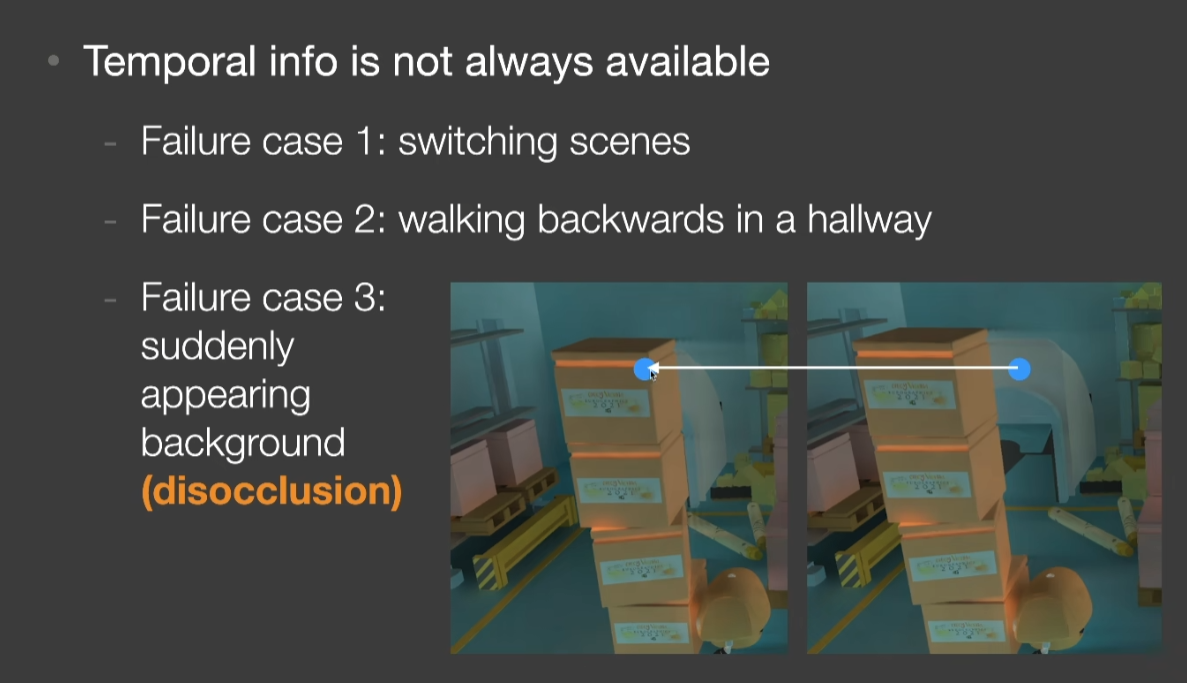 Temporal info is not always available
- Failure case 1: switching scenes
- Failure case 2: walking backwards in a hallway
- Failure case 3:
suddenly
appearing
background
(disocclusion)